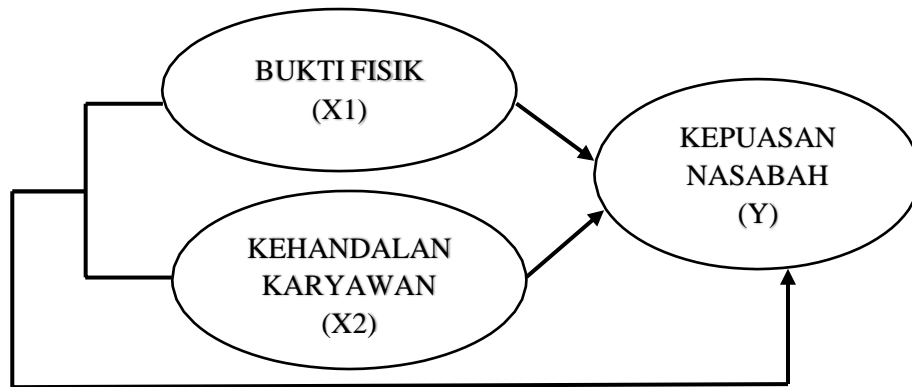 BUKTI FISIK
(X1)
KEPUASAN
NASABAH
(Y)
KEHANDALAN
KARYAWAN
(X2)